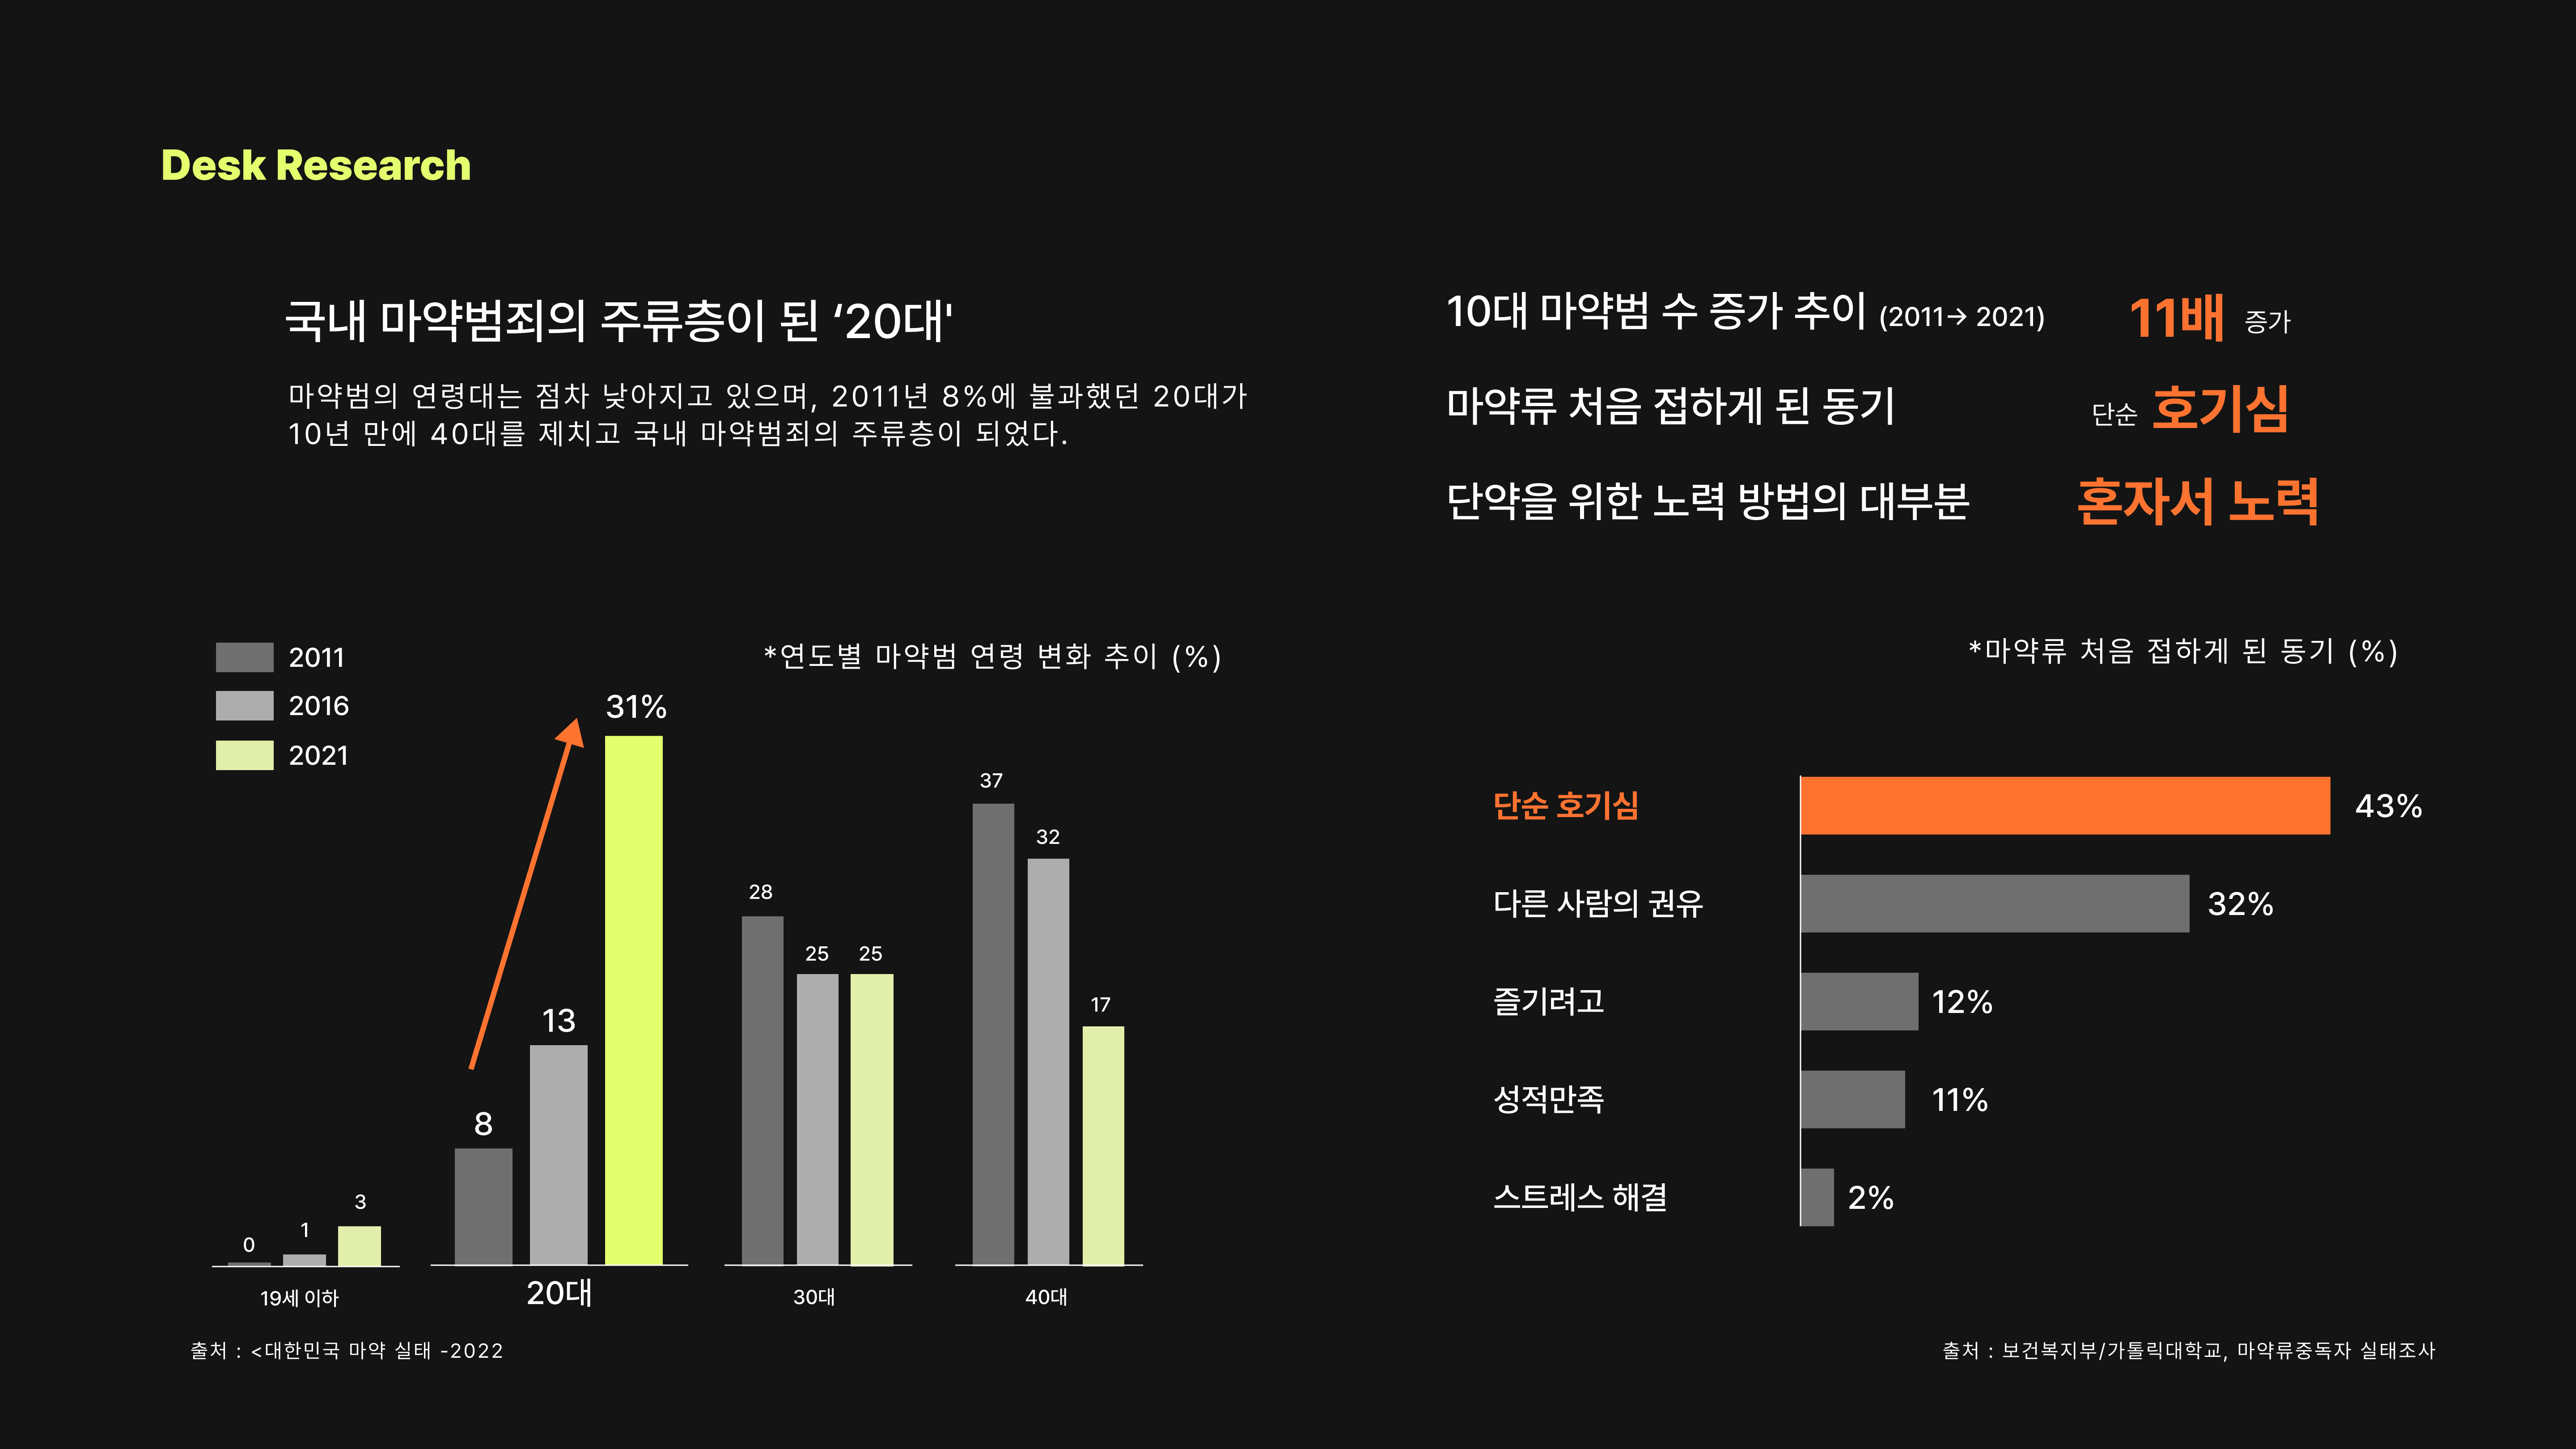 Desk Research
국내 마약범죄의 주류층이 된 ‘20대'
마약범의 연령대는 점차 낮아지고 있으며, 2011년 8%에 불과했던 20대가
10년 만에 40대를 제치고 국내 마약범죄의 주류층이 되었다.
10대 마약범 수 증가 추이 (2011→ 2021) 11배 증가
마약류 처음 접하게 된 동기 단순 호기심
단약을 위한 노력 방법의 대부분 혼자서 노력
2011
2016
2021
*연도별 마약범 연령 변화 추이 (%)
0
1
3
19세 이하
8
13
31%
20대
28
25
25
30대
37
32
17
40대
출처 : <대한민국 마약 실태 -2022
*마약류 처음 접하게 된 동기 (%)
단순 호기심 43%
다른 사람의 권유 32%
즐기려고 12%
성적만족 11%
스트레스 해결 2%
출처 : 보건복지부/가톨릭대학교, 마약류중독자 실태조사